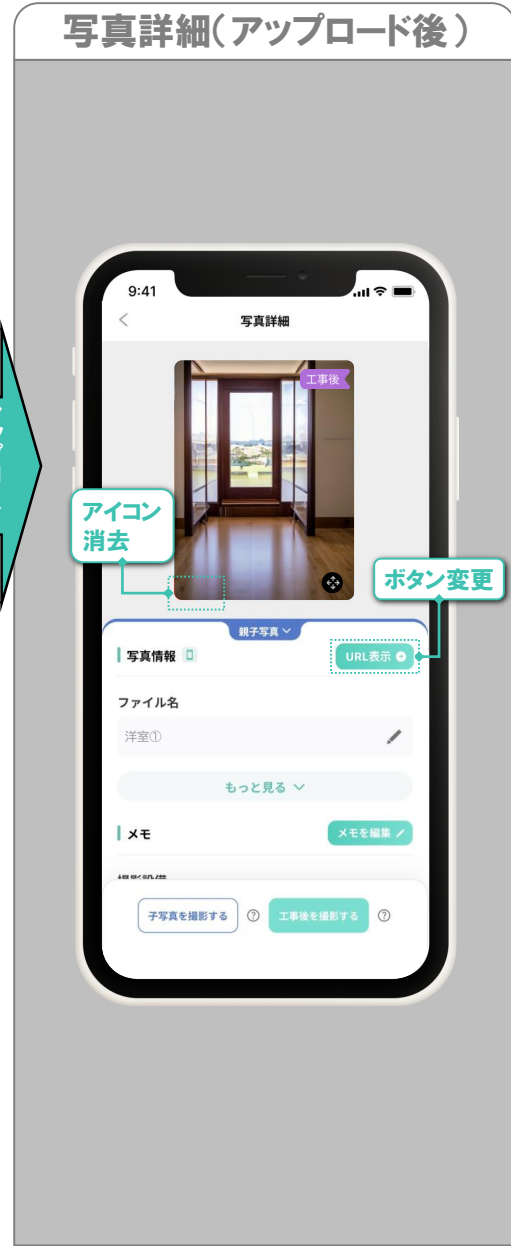 写真詳細(アップロード後)
9:41
写真詳細
工事後
アイコン
消去
ボタン変更
親子写真
写真情報
URL表示
ファイル名
洋室①
もっと見る
メモ
メモを編集
子写真を撮影する
?
工事後を撮影する
?